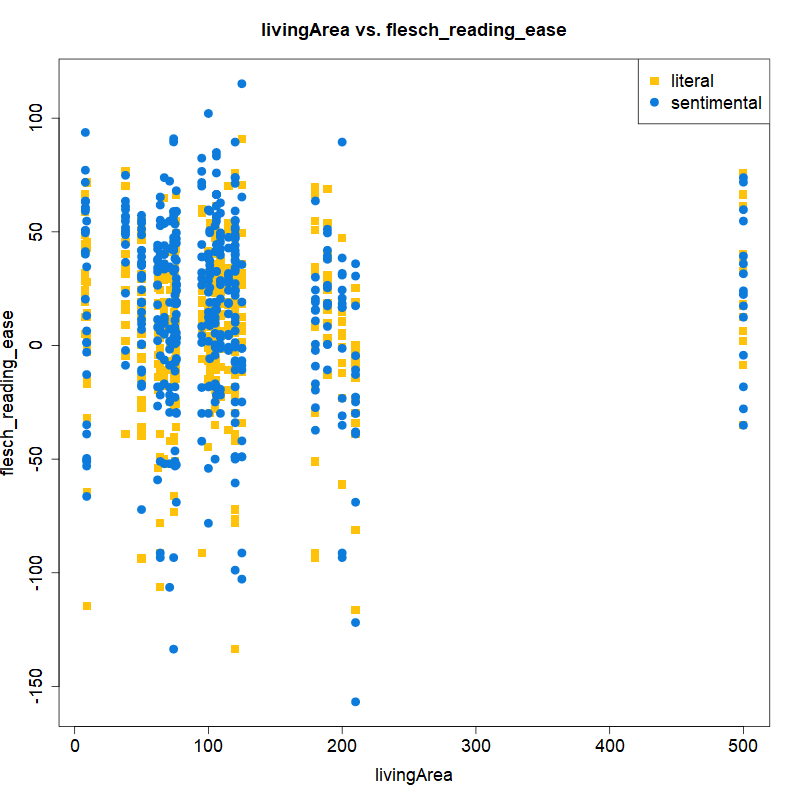 livingArea vs. flesch_reading_ease
literal
sentimental
flesch_reading_ease
100
50
0
-50
-100
-150
0 100 200 300 400 500
livingArea